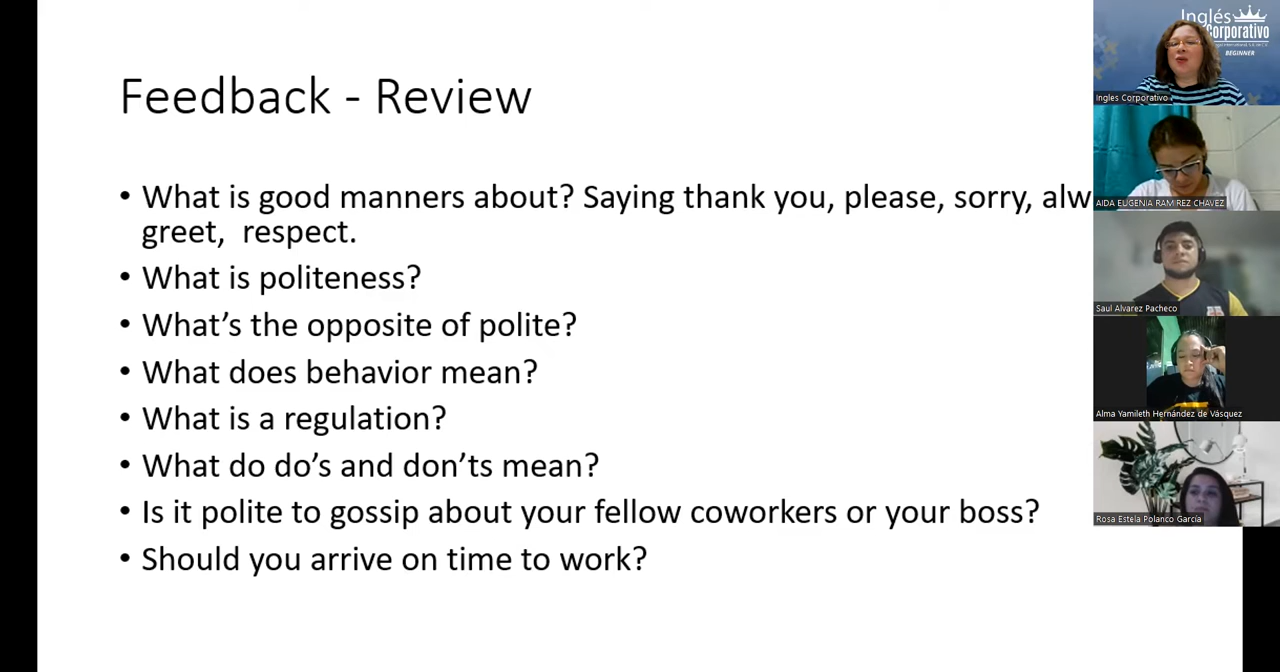 Feedback - Review
• What is good manners about? Saying thank you, please, sorry,
greet, respect.
• What is politeness?
• What's the opposite of polite?
• What does behavior mean?
• What is a regulation?
• What do do's and don'ts mean?
• Is it polite to gossip about your fellow coworkers or your boss?
• Should you arrive on time to work?
Inglés
Corporativo
BEGINNER
Ingles Corporativo
AIDA EUGENIA RAMIREZ CHAVEZ
Saul Alvarez Pacheco
Alma Yamileth Hernández de Vásquez
Rosa Estela Polanco García